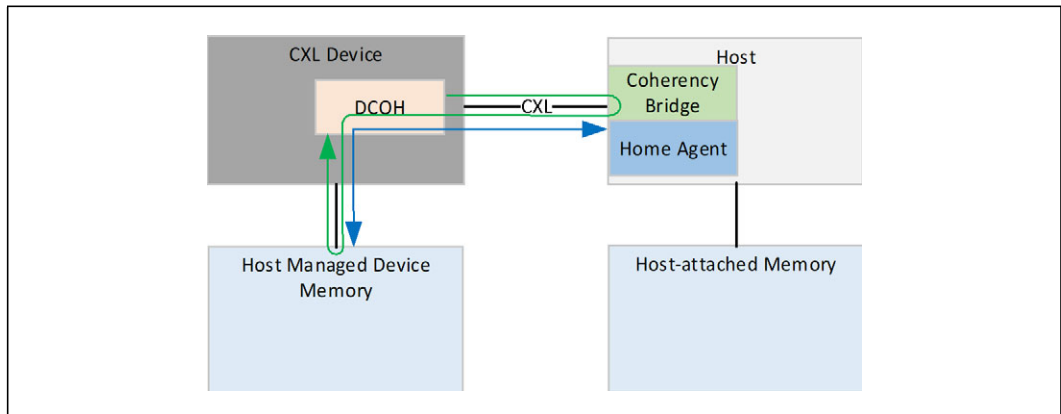 CXL Device
DCOH
CXL
Host
Coherency
Bridge
Home Agent
Host Managed Device
Memory
Host-attached Memory